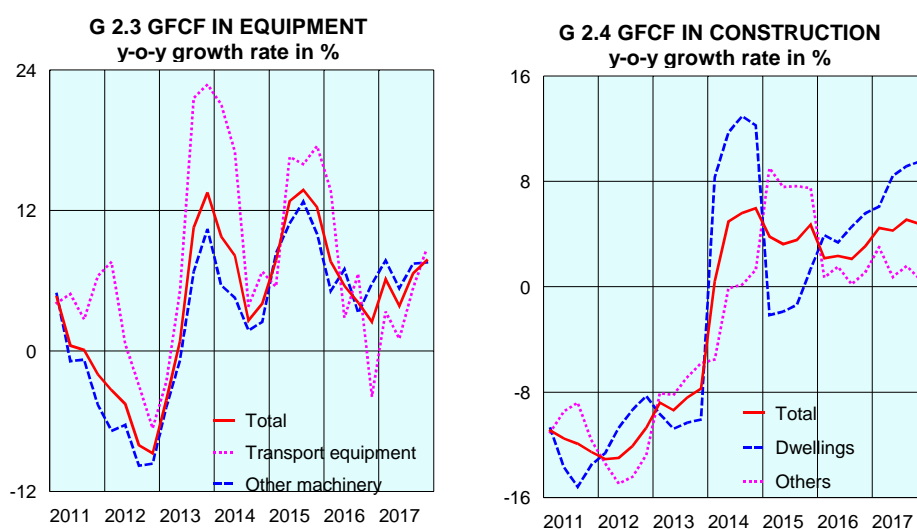 G 2.3 GFCF IN EQUIPMENT
y-o-y growth rate in %
24
12
0
-12
Total
Transport equipment
Other machinery
2011 2012 2013 2014 2015 2016 2017
G 2.4 GFCF IN CONSTRUCTION
y-o-y growth rate in %
16
8
0
-8
-16
Total
Dwellings
Others
2011 2012 2013 2014 2015 2016 2017